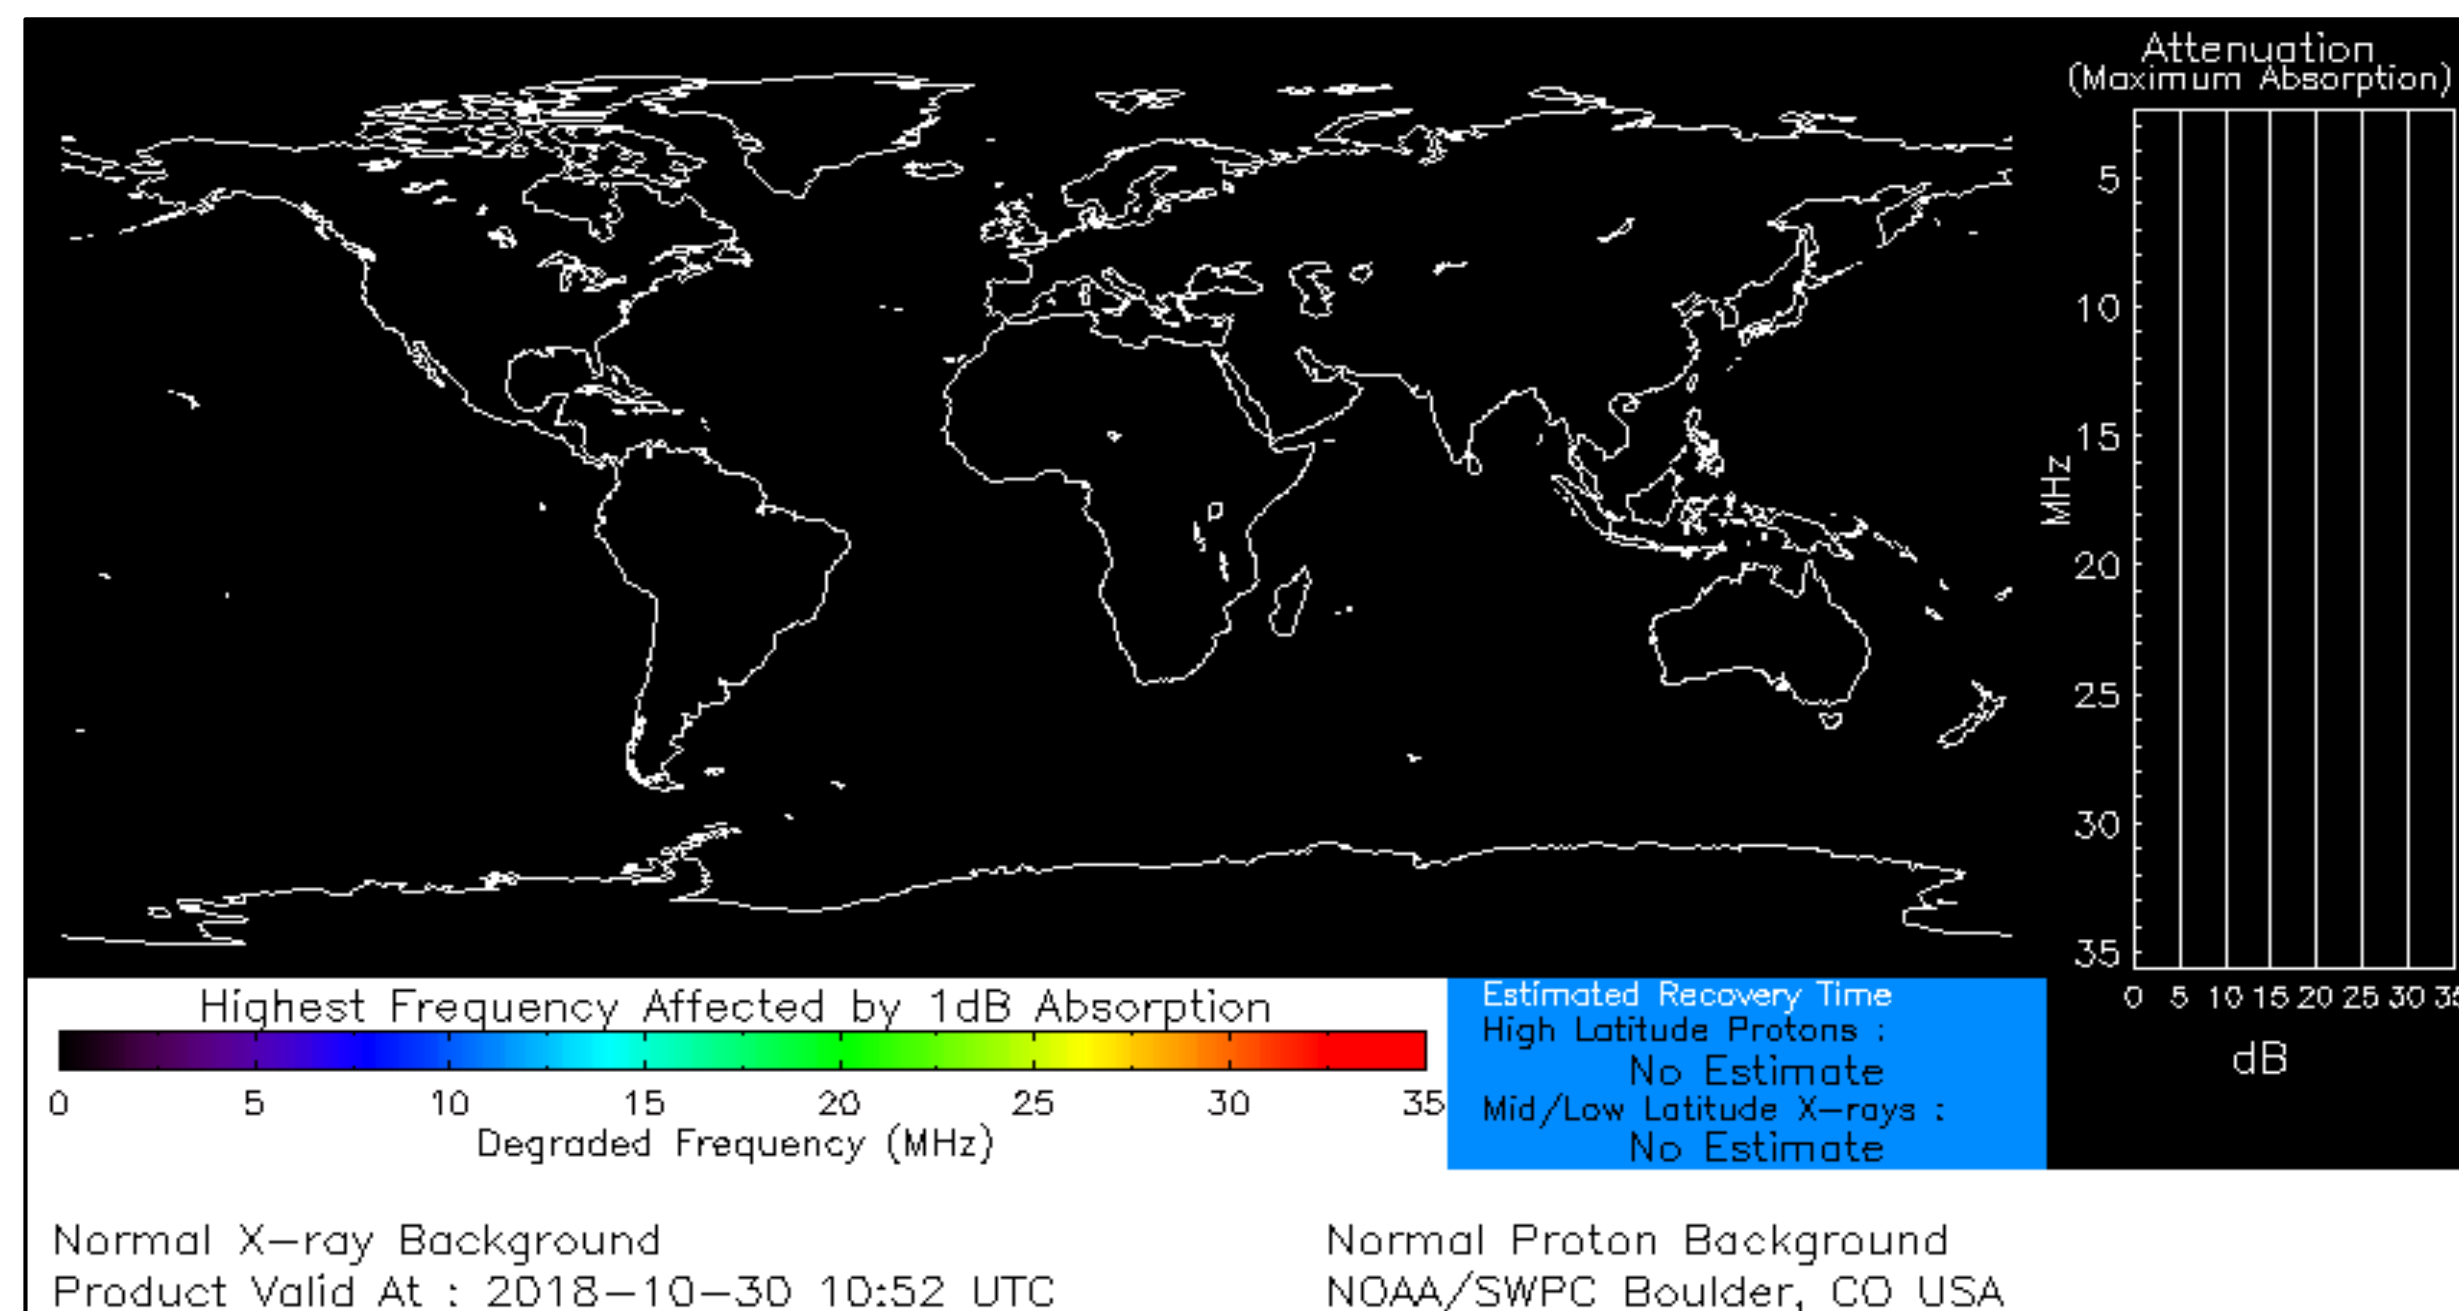 Attenuation
(Maximum Absorption)
5
10
15
20
25
30
35
MHz
0 5 10 15 20 25 30 35
dB
Highest Frequency Affected by 1dB Absorption
0 5 10 15 20 25 30 35
Degraded Frequency (MHz)
Estimated Recovery Time
High Latitude Protons :
No Estimate
Mid/Low Latitude X-rays :
No Estimate
Normal X-ray Background
Normal Proton Background
Product Valid At : 2018-10-30 10:52 UTC
NOAA/SWPC Boulder, CO USA